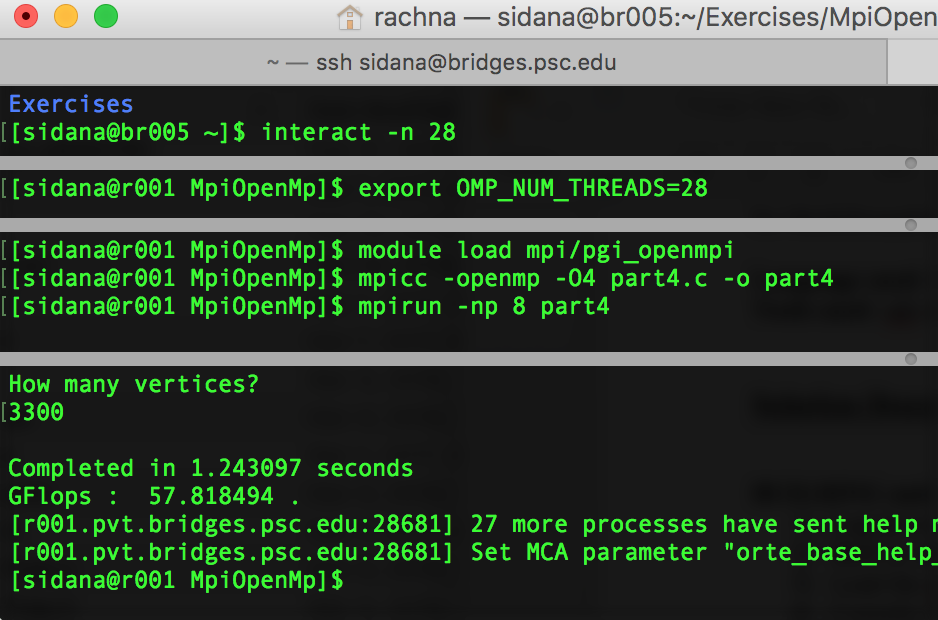 rachna — sidana@br005:~/Exercises/MpiOpen
~ — ssh sidana@bridges.psc.edu
Exercises
[[sidana@br005 ~]$ interact -n 28
[[sidana@r001 MpiOpenMp]$ export OMP_NUM_THREADS=28
[[sidana@r001 MpiOpenMp]$ module load mpi/pgi_openmpi
[[sidana@r001 MpiOpenMp]$ mpicc -openmp -O4 part4.c -o part4
[[sidana@r001 MpiOpenMp]$ mpirun -np 8 part4
How many vertices?
[3300
Completed in 1.243097 seconds
GFlops :  57.818494 .
[r001.pvt.bridges.psc.edu:28681] 27 more processes have sent help
[r001.pvt.bridges.psc.edu:28681] Set MCA parameter "orte_base_help_
[sidana@r001 MpiOpenMp]$